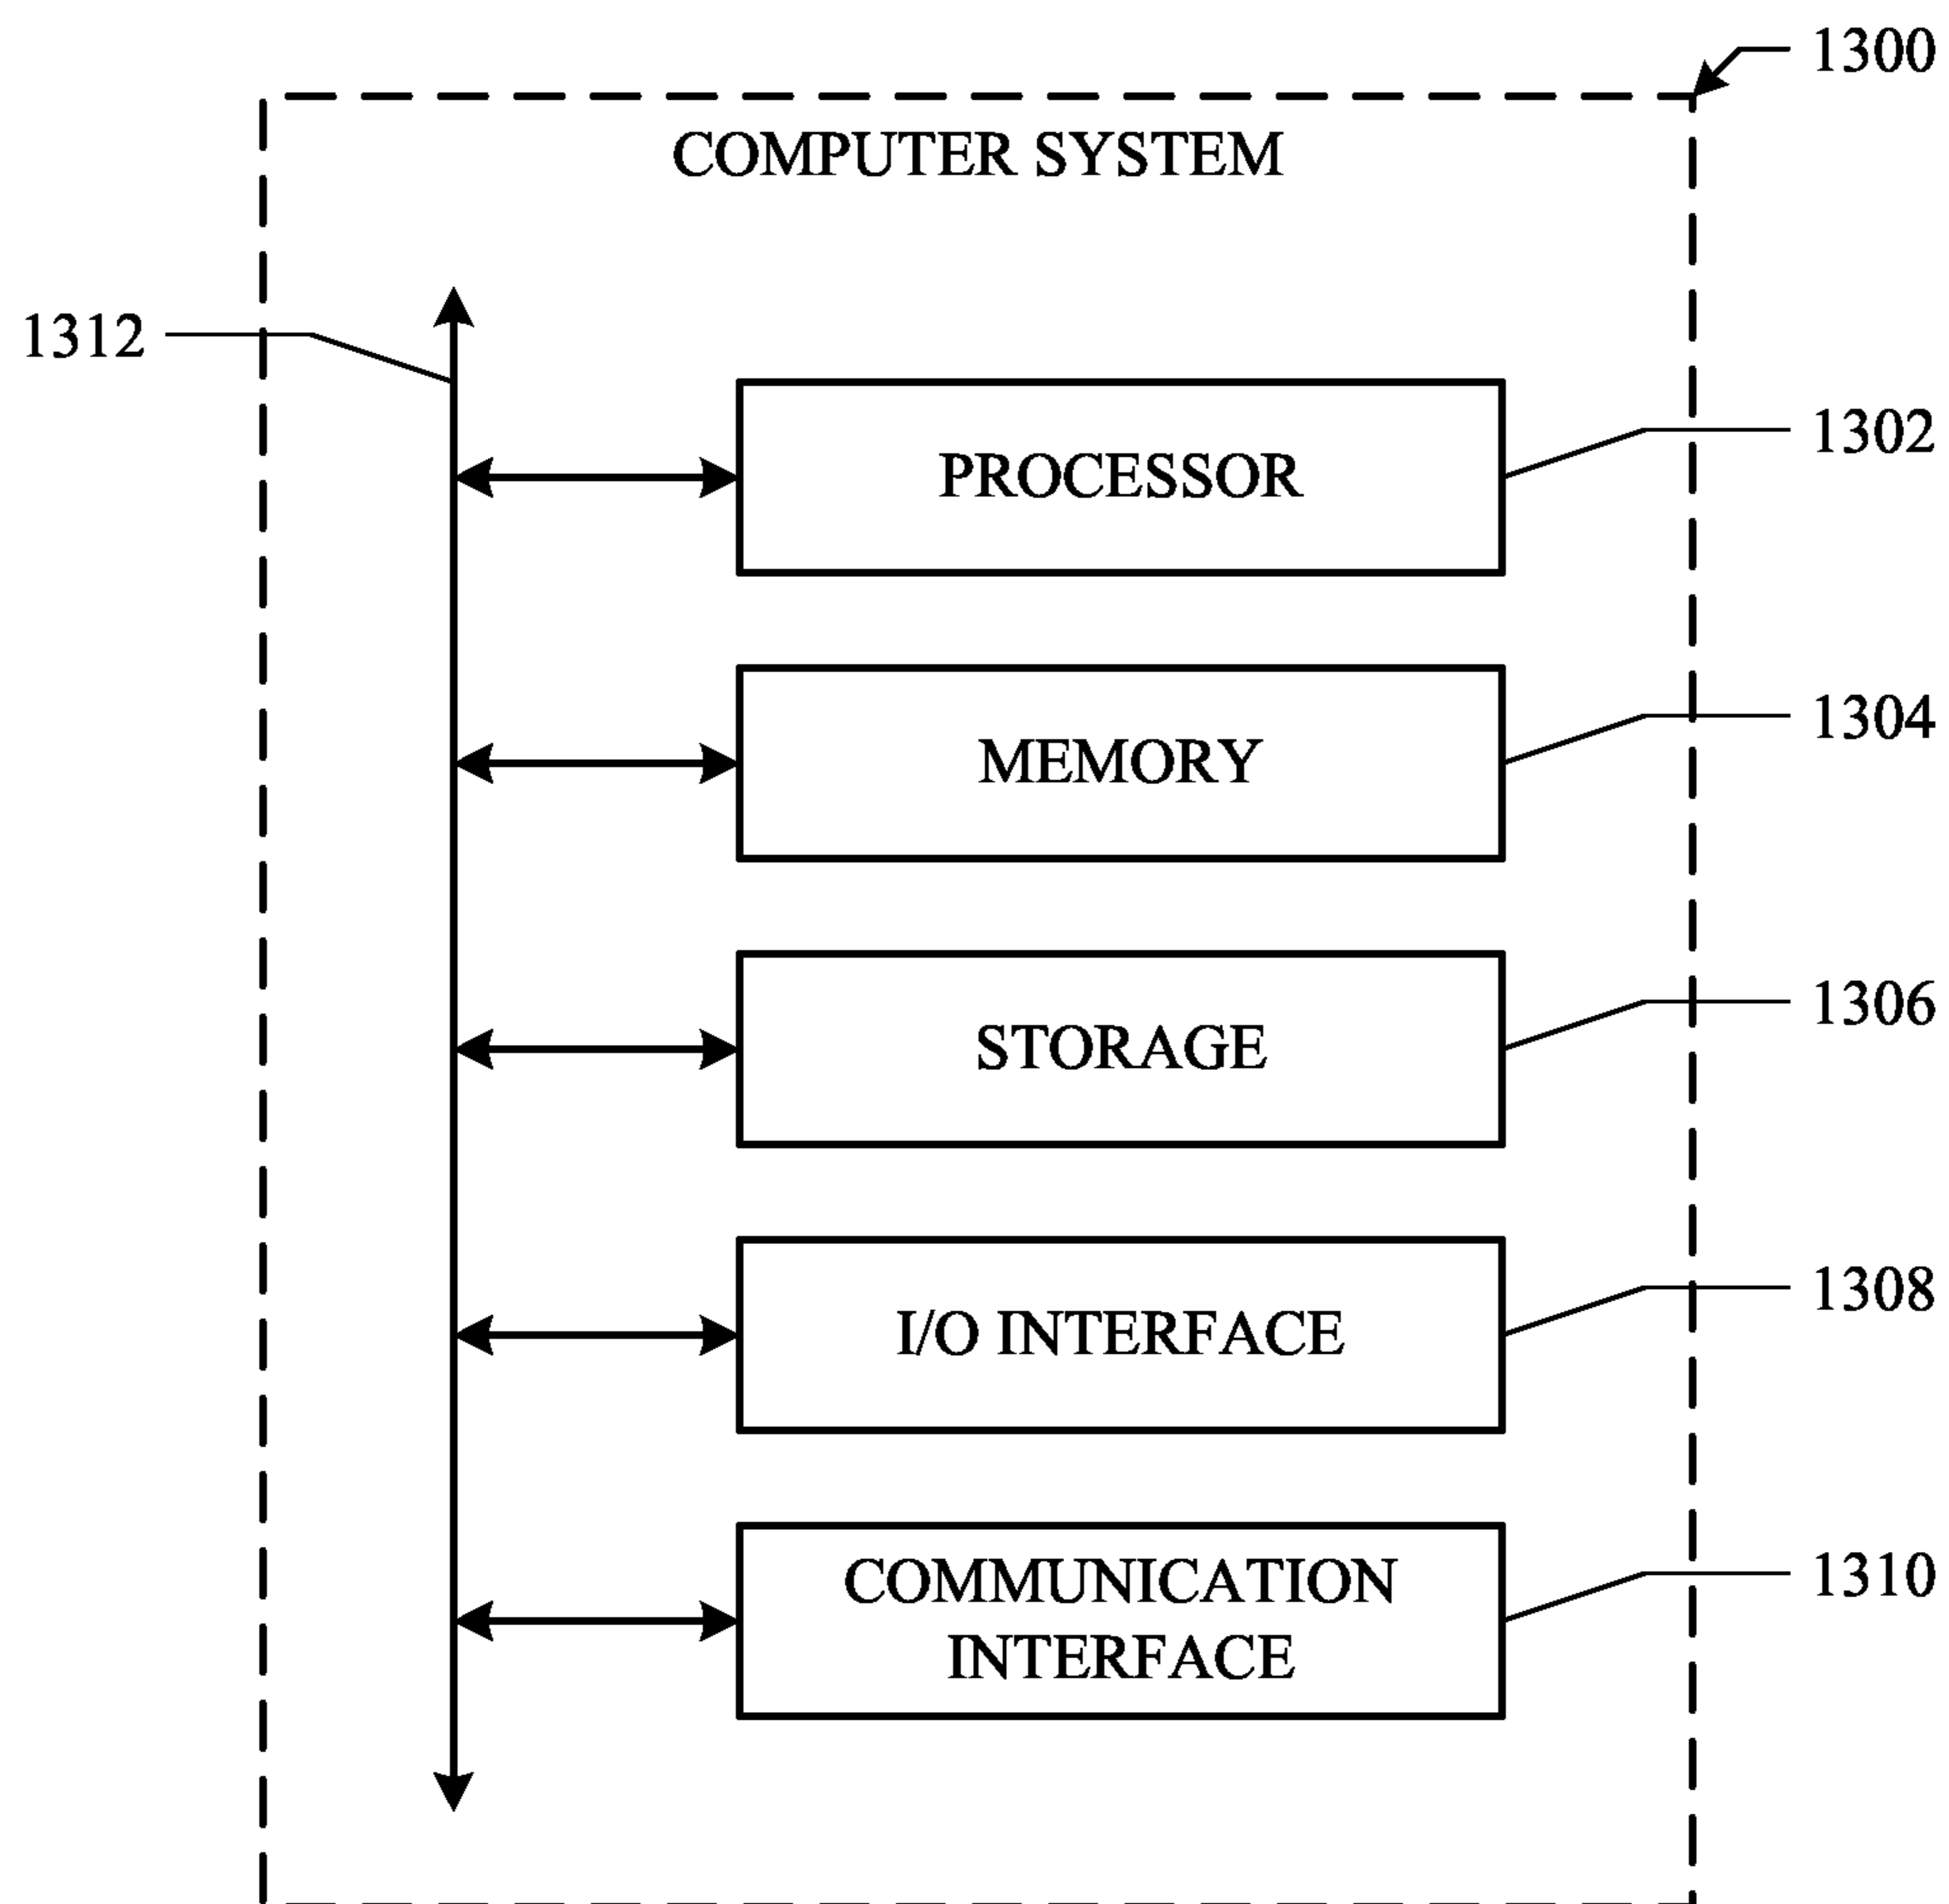 1300
COMPUTER SYSTEM
1312
1302
PROCESSOR
1304
MEMORY
1306
STORAGE
1308
I/O INTERFACE
1310
COMMUNICATION
INTERFACE